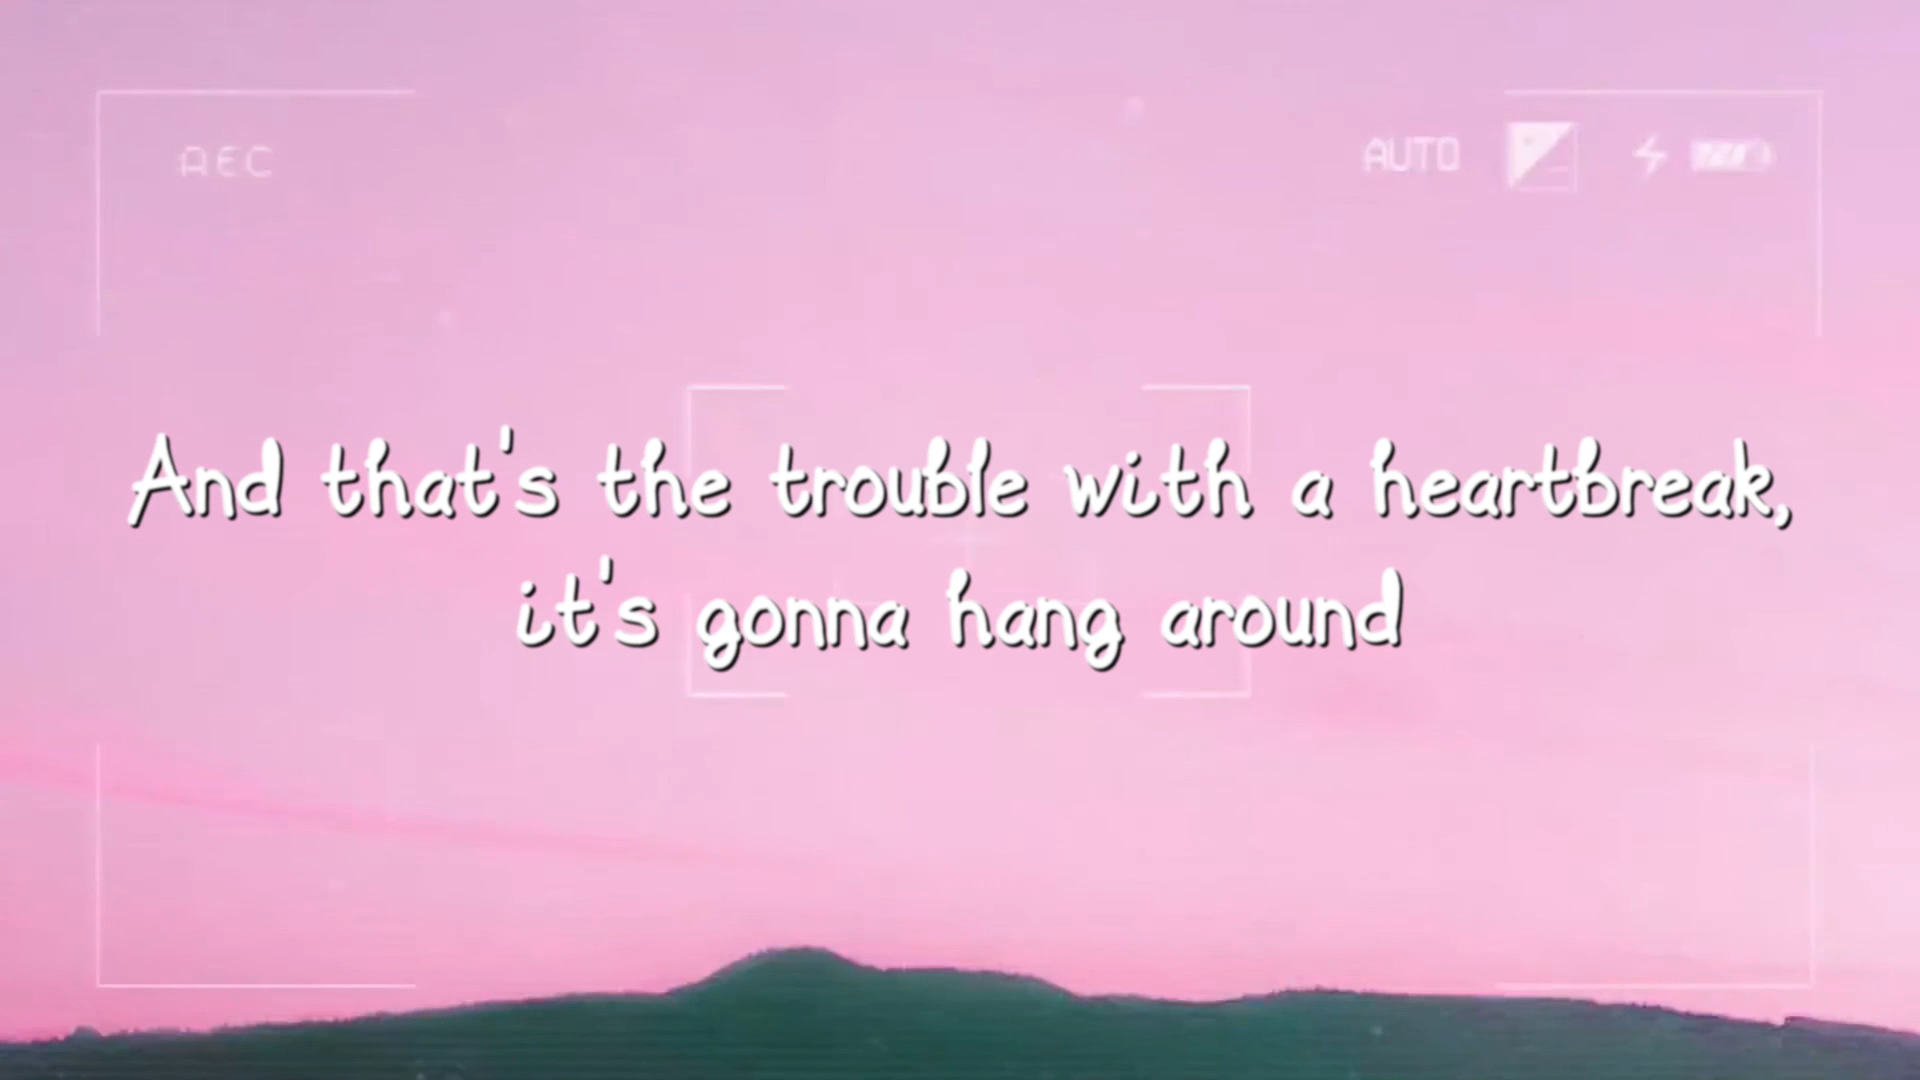 REC
AUTO
And that's the trouble with a heartbreak,
it's gonna hang around